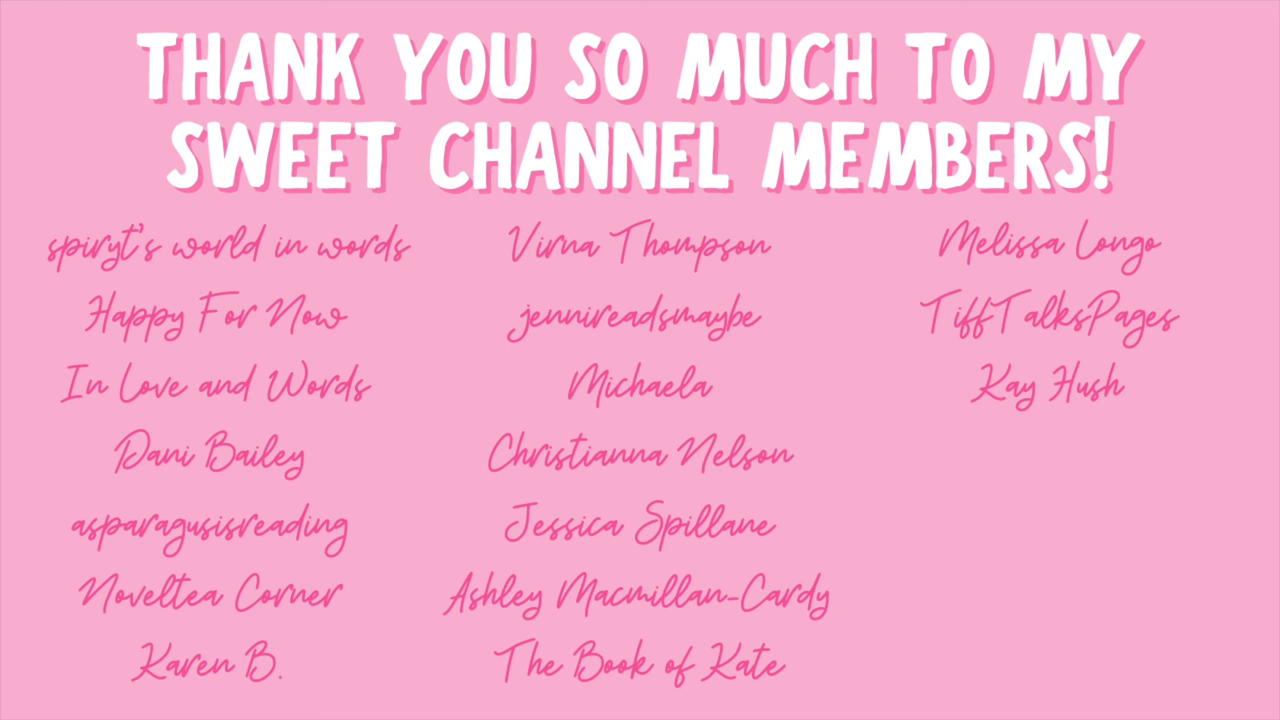 THANK YOU SO MUCH TO MY
SWEET CHANNEL MEMBERS!
spiryt's world in words
Happy For Now
In Love and Words
Dani Bailey
asparagusisreading
Noveltea Corner
Karen B.
Virna Thompson
jennireadsmaybe
Michaela
Christianna Nelson
Jessica Spillane
Ashley Macmillan-Cardy
The Book of Kate
Melissa Longo
TiffTalksPages
Kay Hush